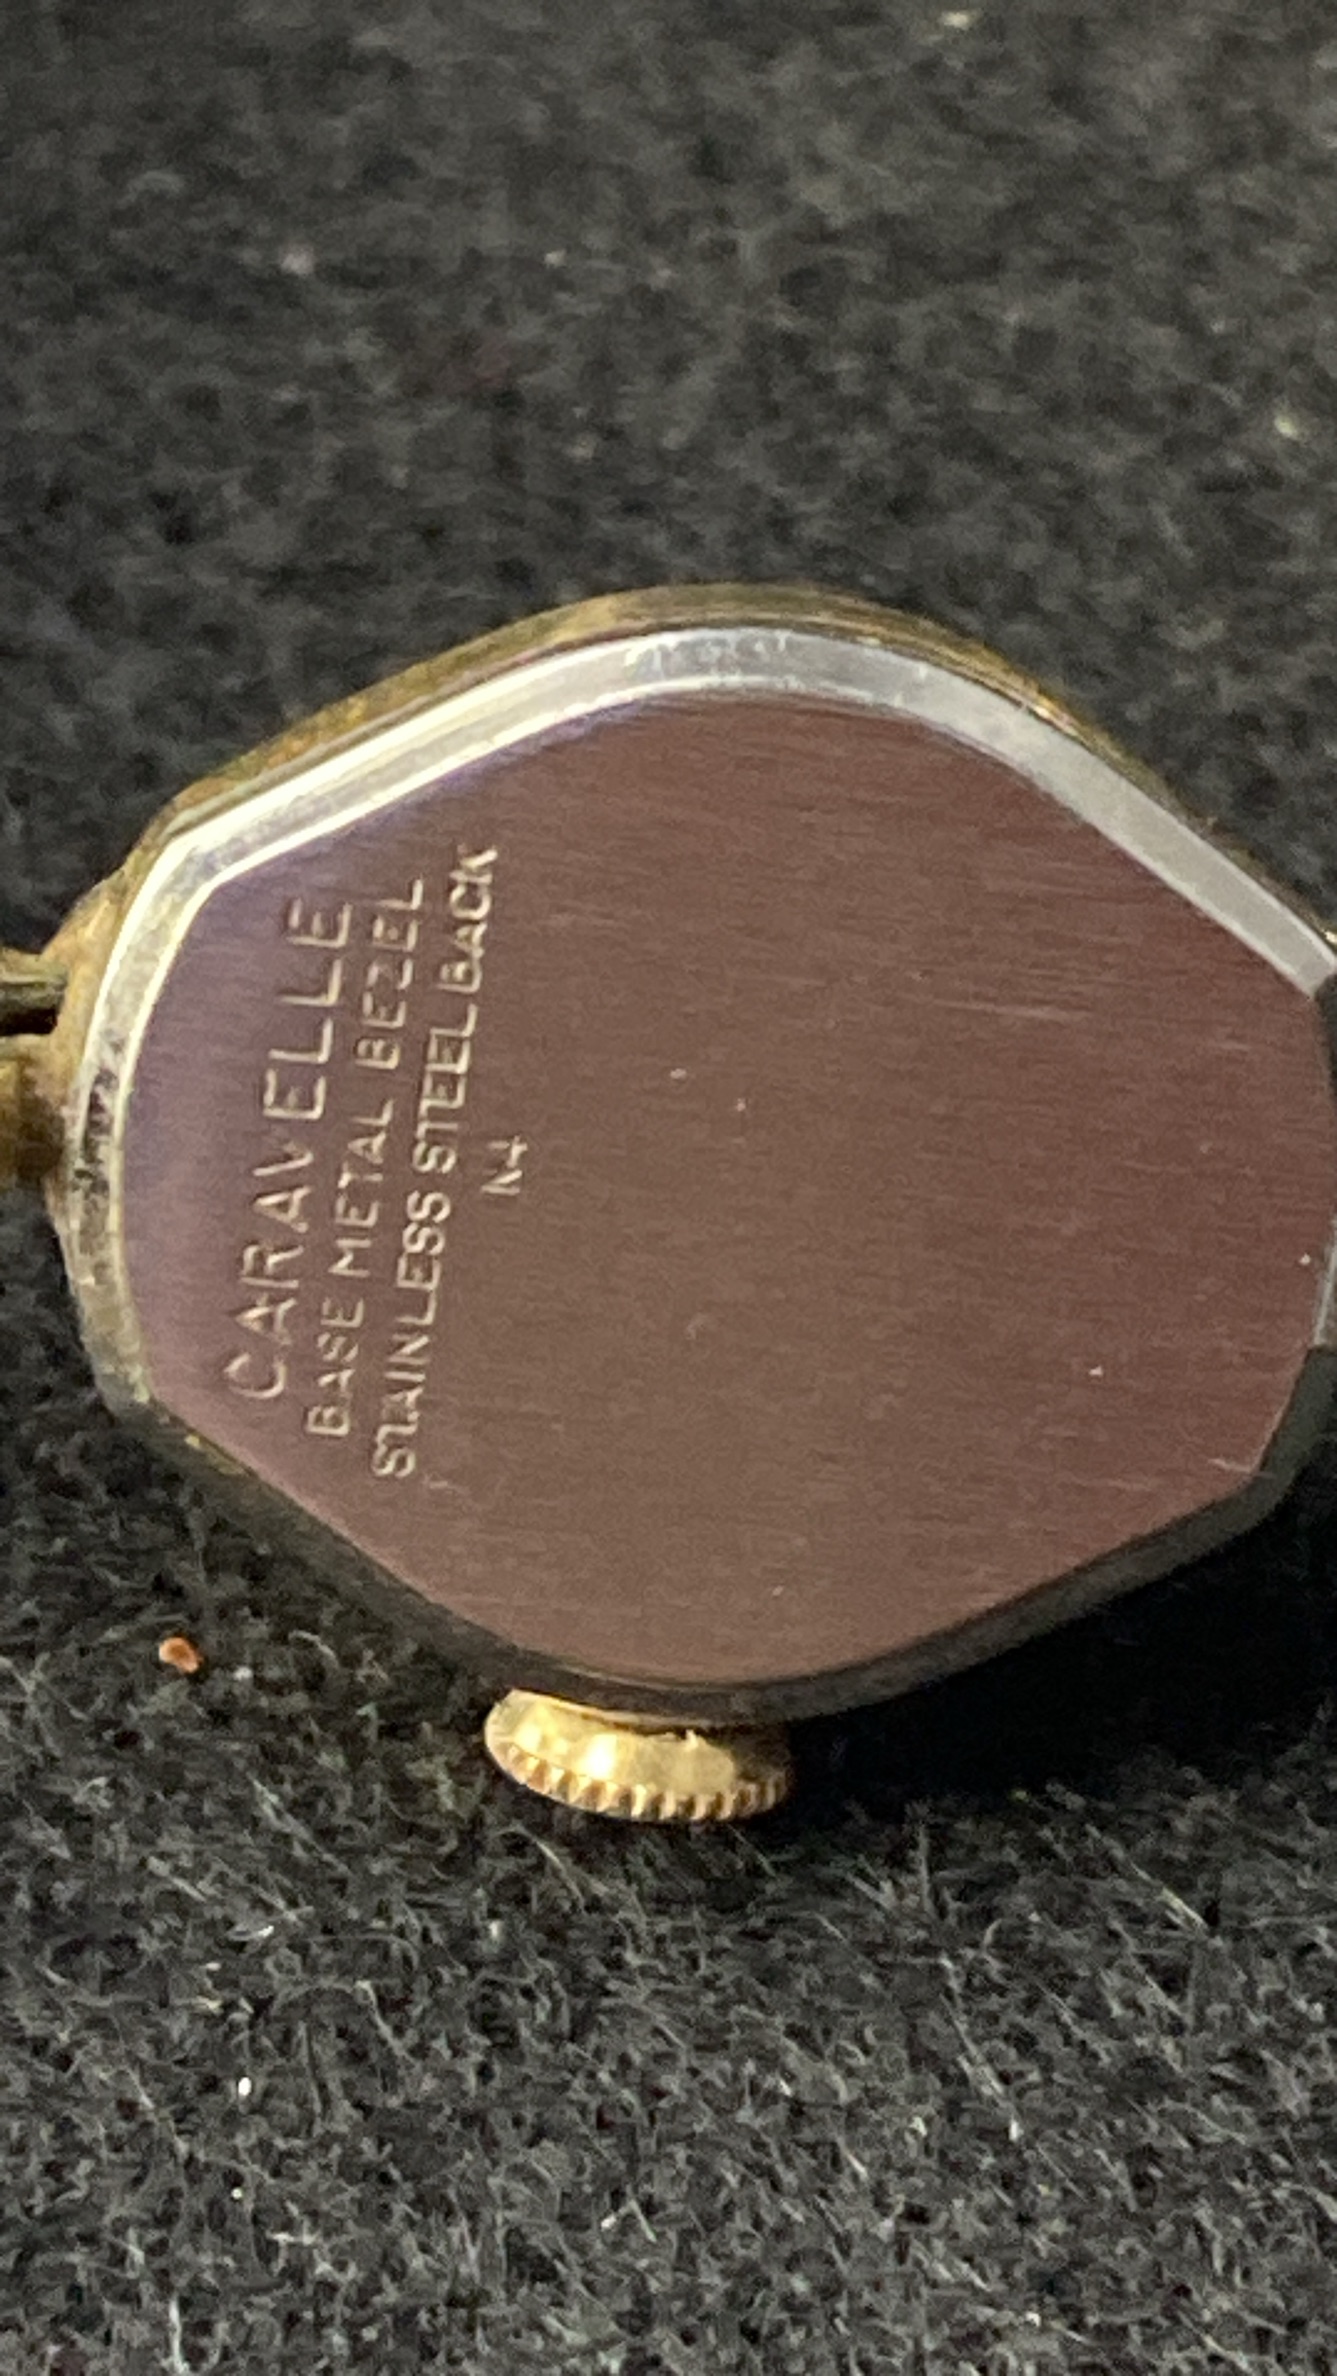 CARAVELLE
BASE METAL BEZEL
STAINLESS STEEL BACK
N4